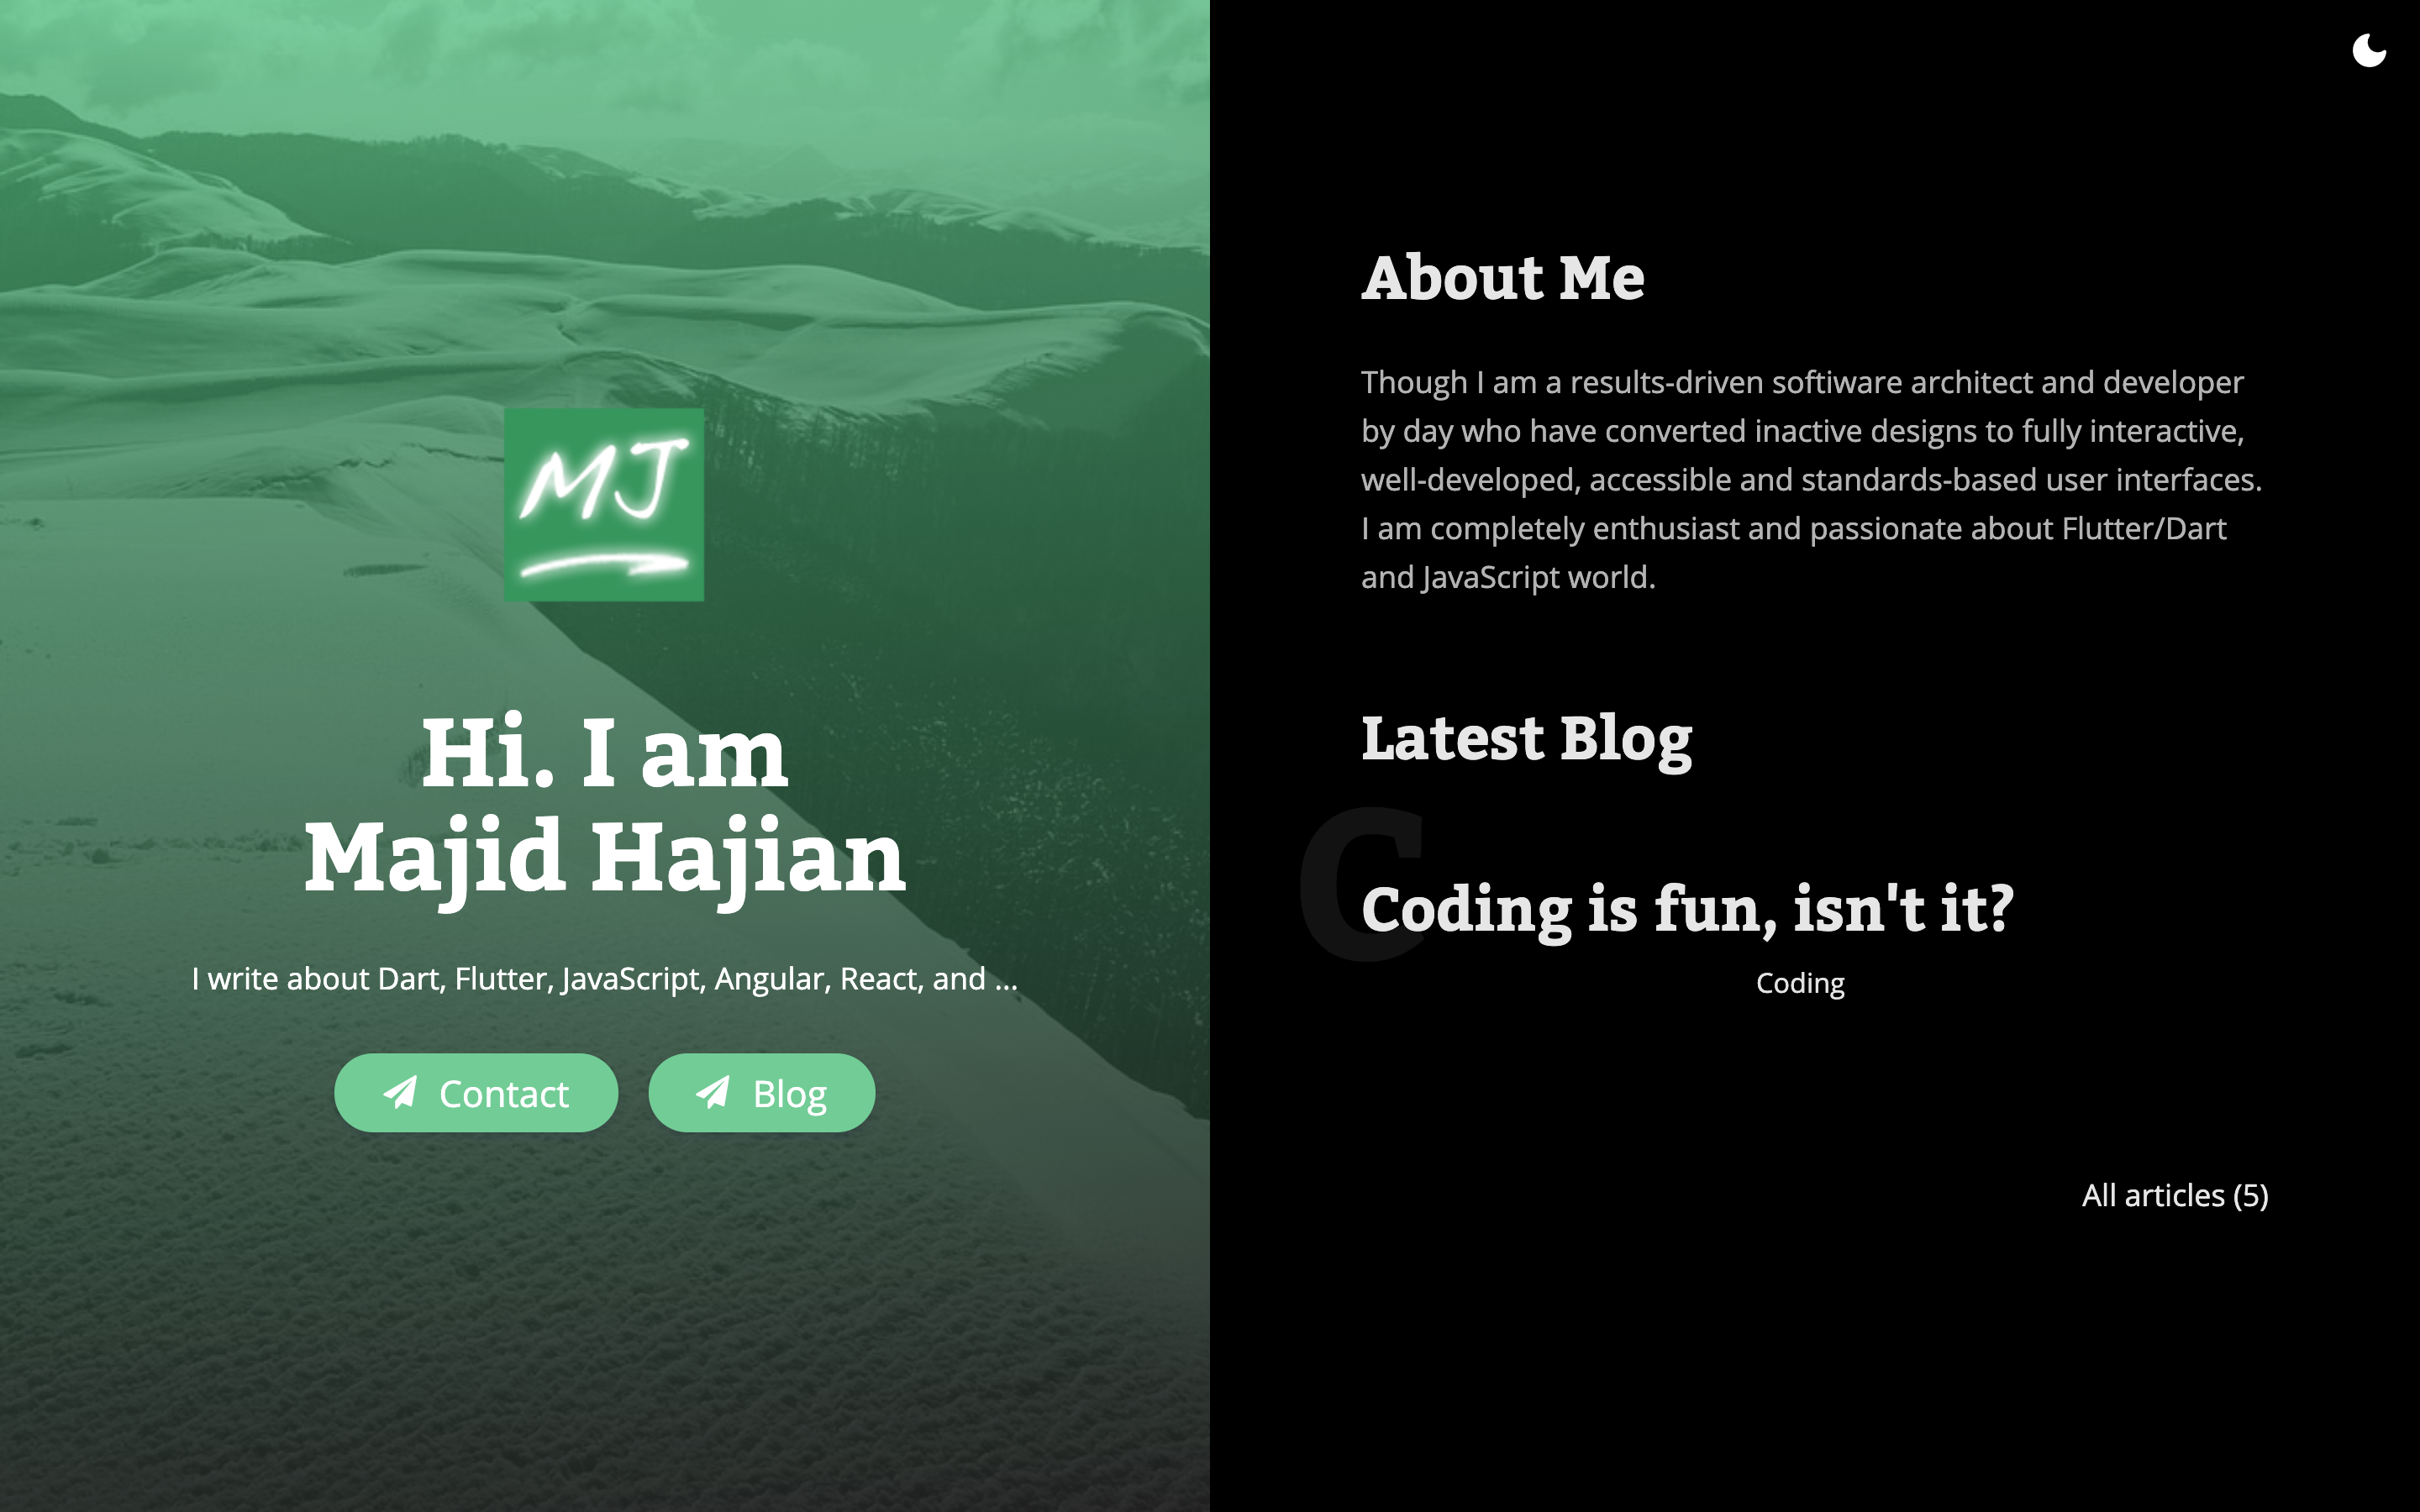 MJ
Hi. I am
Majid Hajian
I write about Dart, Flutter, JavaScript, Angular, React, and ...
Contact
Blog
About Me
Though I am a results-driven softiware architect and developer
by day who have converted inactive designs to fully interactive,
well-developed, accessible and standards-based user interfaces.
I am completely enthusiast and passionate about Flutter/Dart
and JavaScript world.
Latest Blog
C
Coding is fun, isn't it?
Coding
All articles (5)